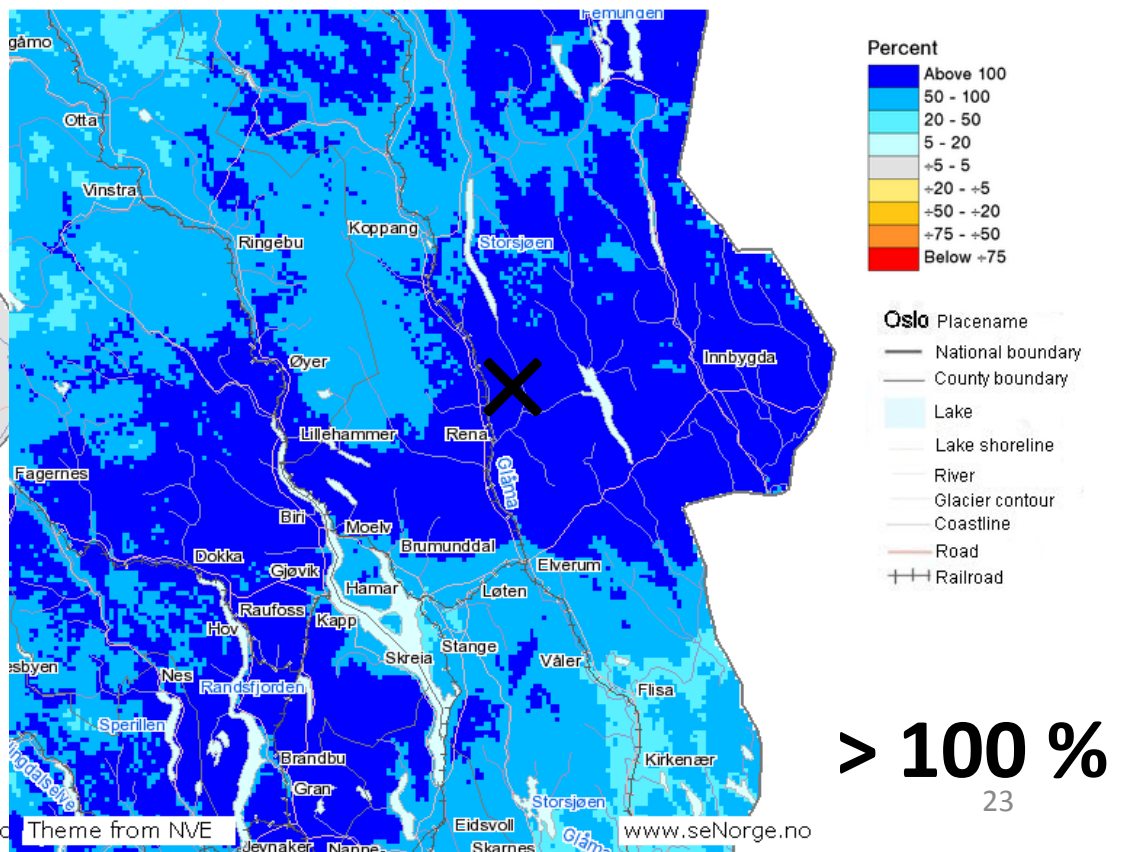 Femunden
gåmo
Otta
Vinstra
Ringebu
Koppang
Storsjøen
Øyer
Innbygda
Lillehammer
Rena
Fagernes
Glåma
Biri
Moelv
Brumunddal
Dokka
Gjøvik
Elverum
Hamar
Løten
Raufoss
Kapp
Hov
Stange
Skreia
Våler
esbyen
Nes
Randsfjorden
Flisa
Sperillen
Brandbu
Kirkenær
Gran
Storsjøen
Eidsvoll
Glåma
Skarnes
Jevnaker
Theme from NVE
www.seNorge.no
Percent
Above 100
50 - 100
20 - 50
5 - 20
÷5 - 5
÷20 - ÷5
÷50 - ÷20
÷75 - ÷50
Below ÷75
Oslo Placename
National boundary
County boundary
Lake
Lake shoreline
River
Glacier contour
Coastline
Road
Railroad
> 100 %
23